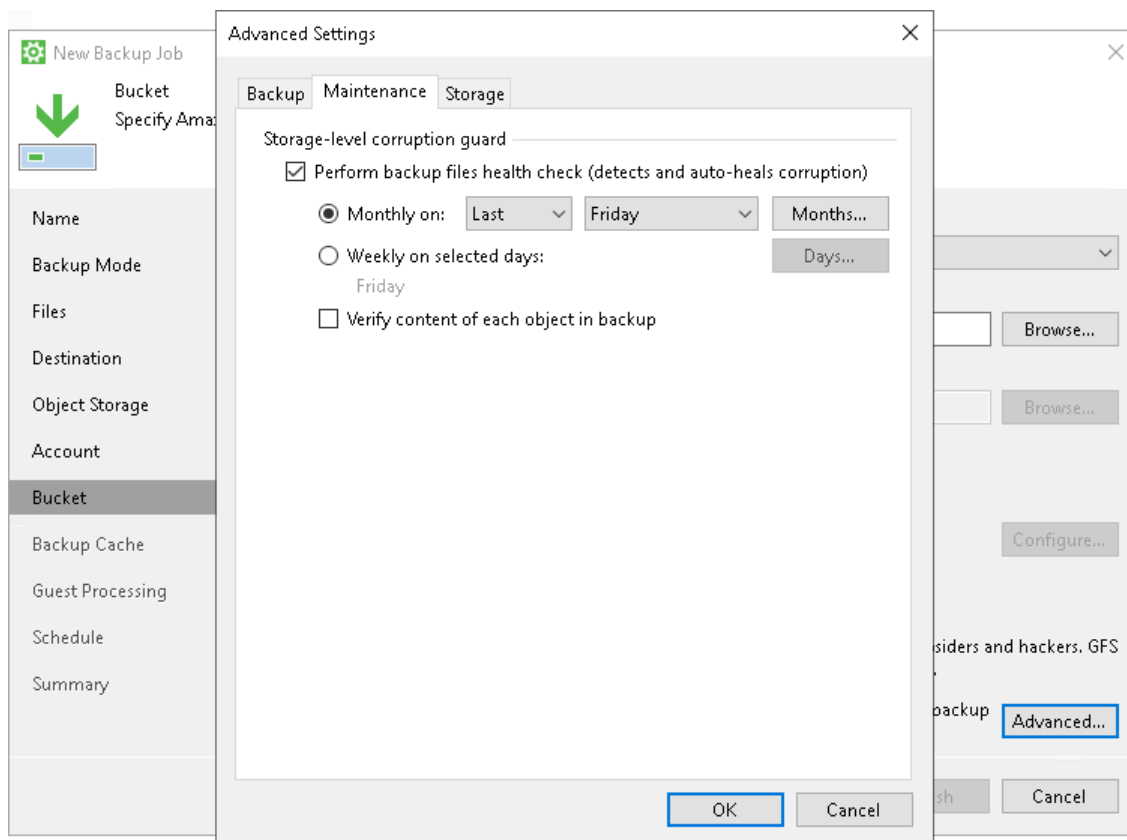 Advanced Settings
New Backup Job
Bucket
Specify
Backup Maintenance Storage
Storage-level corruption guard
Perform backup files health check (detects and auto-heals corruption)
Monthly on: Last Friday Months...
Weekly on selected days: Days...
Friday
Verify content of each object in backup
Name
Backup Mode
Files
Destination
Object Storage
Account
Bucket
Backup Cache
Guest Processing
Schedule
Summary
Browse...
Browse...
Configure...
and hackers. GFS
backup
Advanced...
OK Cancel
Cancel